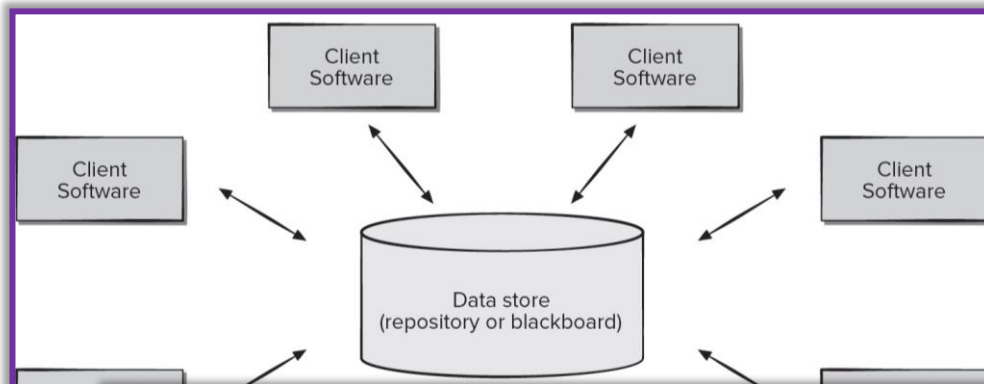 Client
Software
Client
Software
Client
Software
Client
Software
Data store
(repository or blackboard)